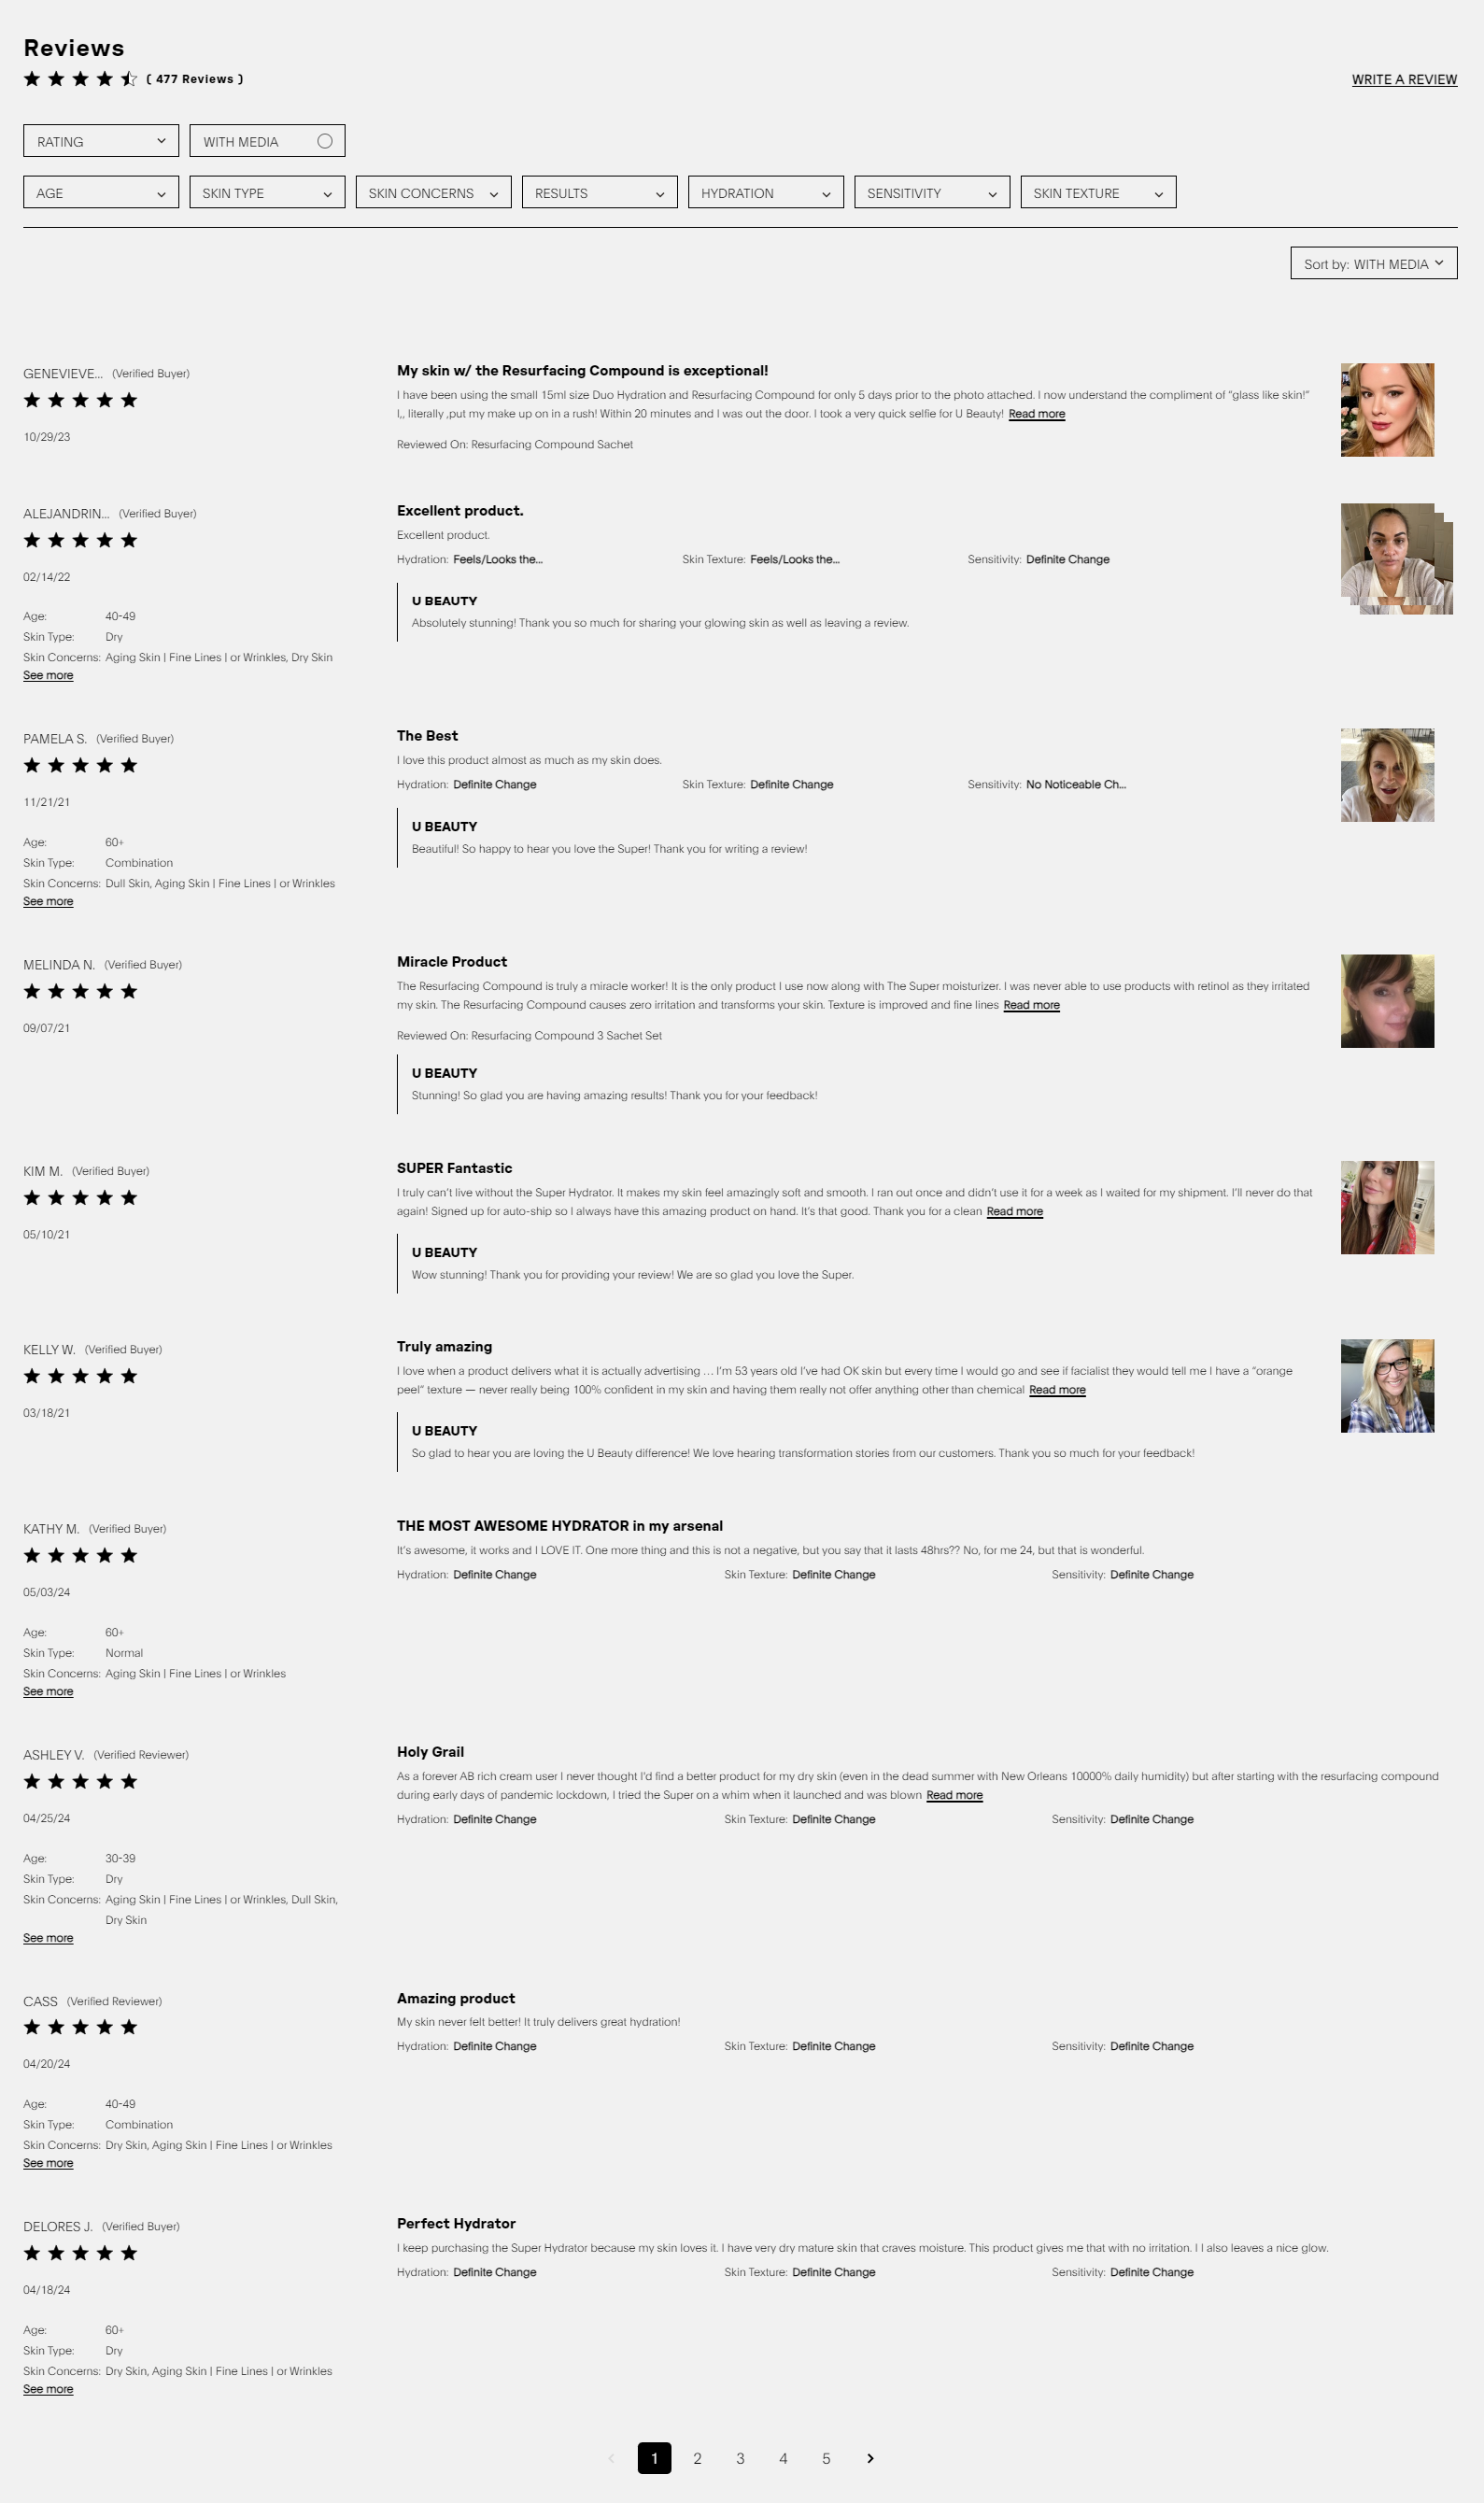 Reviews
( 477 Reviews )
WRITE A REVIEW
RATING
WITH MEDIA
AGE
SKIN TYPE
SKIN CONCERNS
RESULTS
HYDRATION
SENSITIVITY
SKIN TEXTURE
Sort by: WITH MEDIA
GENEVIEVE... (Verified Buyer)
10/29/23
My skin w/ the Resurfacing Compound is exceptional!
I have been using the small 15ml size Duo Hydration and Resurfacing Compound for only 5 days prior to the photo attached. I now understand the compliment of “glass like skin!”
I,, literally ,put my make up on in a rush! Within 20 minutes and I was out the door. I took a very quick selfie for U Beauty! Read more
Reviewed On: Resurfacing Compound Sachet
ALEJANDRIN... (Verified Buyer)
02/14/22
Age: 40-49
Skin Type: Dry
Skin Concerns: Aging Skin | Fine Lines | or Wrinkles, Dry Skin
See more
Excellent product.
Excellent product.
Hydration: Feels/Looks the... Skin Texture: Feels/Looks the... Sensitivity: Definite Change
U BEAUTY
Absolutely stunning! Thank you so much for sharing your glowing skin as well as leaving a review.
PAMELA S. (Verified Buyer)
11/21/21
Age: 60+
Skin Type: Combination
Skin Concerns: Dull Skin, Aging Skin | Fine Lines | or Wrinkles
See more
The Best
I love this product almost as much as my skin does.
Hydration: Definite Change Skin Texture: Definite Change Sensitivity: No Noticeable Ch...
U BEAUTY
Beautiful! So happy to hear you love the Super! Thank you for writing a review!
MELINDA N. (Verified Buyer)
09/07/21
Miracle Product
The Resurfacing Compound is truly a miracle worker! It is the only product I use now along with The Super moisturizer. I was never able to use products with retinol as they irritated
my skin. The Resurfacing Compound causes zero irritation and transforms your skin. Texture is improved and fine lines Read more
Reviewed On: Resurfacing Compound 3 Sachet Set
U BEAUTY
Stunning! So glad you are having amazing results! Thank you for your feedback!
KIM M. (Verified Buyer)
05/10/21
SUPER Fantastic
I truly can’t live without the Super Hydrator. It makes my skin feel amazingly soft and smooth. I ran out once and didn’t use it for a week as I waited for my shipment. I’ll never do that
again! Signed up for auto-ship so I always have this amazing product on hand. It’s that good. Thank you for a clean Read more
U BEAUTY
Wow stunning! Thank you for providing your review! We are so glad you love the Super.
KELLY W. (Verified Buyer)
03/18/21
Truly amazing
I love when a product delivers what it is actually advertising … I’m 53 years old I’ve had OK skin but every time I would go and see if facialist they would tell me I have a “orange
peel” texture — never really being 100% confident in my skin and having them really not offer anything other than chemical Read more
U BEAUTY
So glad to hear you are loving the U Beauty difference! We love hearing transformation stories from our customers. Thank you so much for your feedback!
KATHY M. (Verified Buyer)
05/03/24
Age: 60+
Skin Type: Normal
Skin Concerns: Aging Skin | Fine Lines | or Wrinkles
See more
THE MOST AWESOME HYDRATOR in my arsenal
It’s awesome, it works and I LOVE IT. One more thing and this is not a negative, but you say that it lasts 48hrs?? No, for me 24, but that is wonderful.
Hydration: Definite Change Skin Texture: Definite Change Sensitivity: Definite Change
ASHLEY V. (Verified Reviewer)
04/25/24
Age: 30-39
Skin Type: Dry
Skin Concerns: Aging Skin | Fine Lines | or Wrinkles, Dull Skin,
Dry Skin
See more
Holy Grail
As a forever AB rich cream user I never thought I’d find a better product for my dry skin (even in the dead summer with New Orleans 10000% daily humidity) but after starting with the resurfacing compound
during early days of pandemic lockdown, I tried the Super on a whim when it launched and was blown Read more
Hydration: Definite Change Skin Texture: Definite Change Sensitivity: Definite Change
CASS (Verified Reviewer)
04/20/24
Age: 40-49
Skin Type: Combination
Skin Concerns: Dry Skin, Aging Skin | Fine Lines | or Wrinkles
See more
Amazing product
My skin never felt better! It truly delivers great hydration!
Hydration: Definite Change Skin Texture: Definite Change Sensitivity: Definite Change
DELORES J. (Verified Buyer)
04/18/24
Age: 60+
Skin Type: Dry
Skin Concerns: Dry Skin, Aging Skin | Fine Lines | or Wrinkles
See more
Perfect Hydrator
I keep purchasing the Super Hydrator because my skin loves it. I have very dry mature skin that craves moisture. This product gives me that with no irritation. I I also leaves a nice glow.
Hydration: Definite Change Skin Texture: Definite Change Sensitivity: Definite Change
1 2 3 4 5